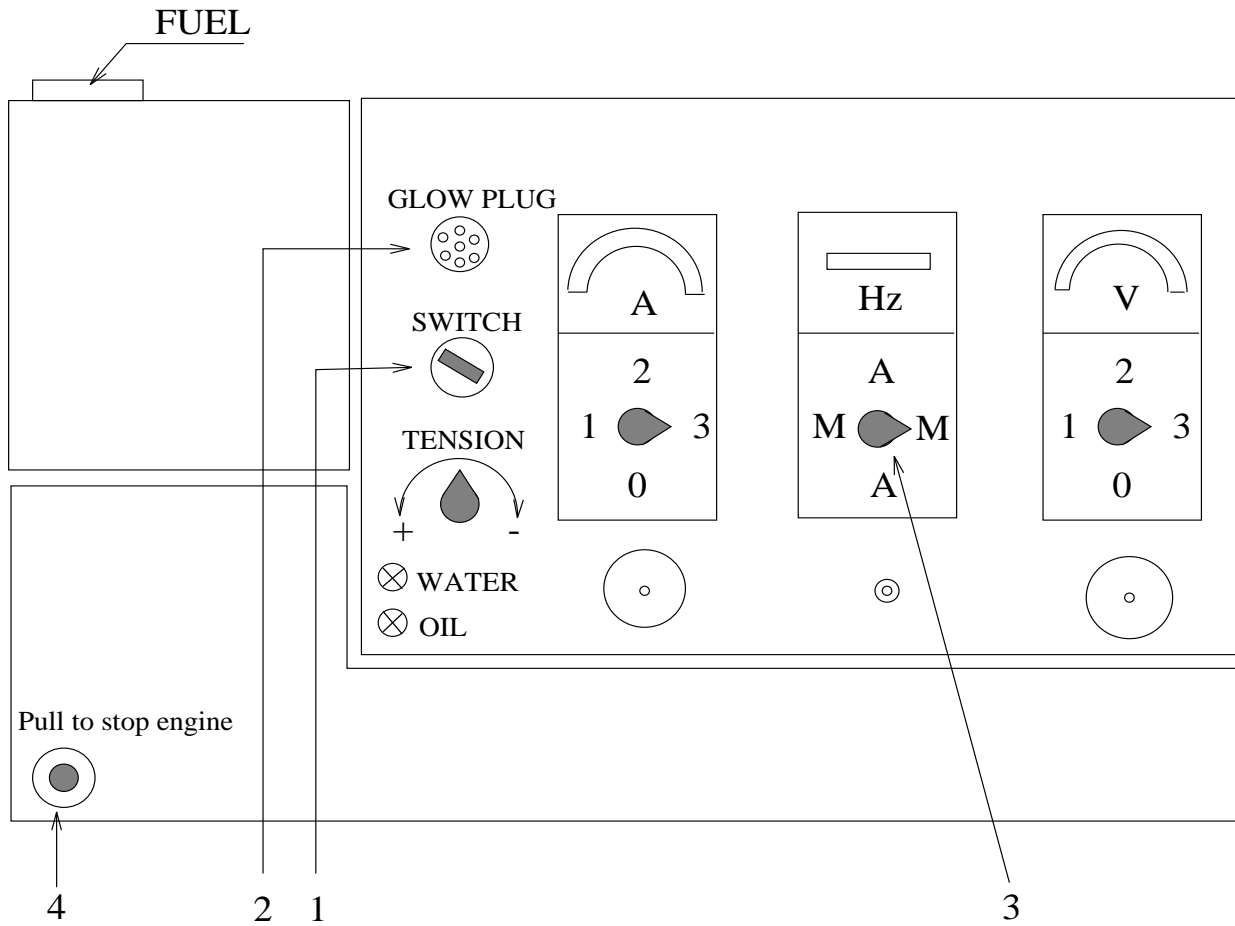 FUEL
GLOW PLUG
SWITCH
TENSION
+ -
WATER
OIL
A
2
1 3
0
Hz
A
M M
A
V
2
1 3
0
Pull to stop engine
4 2 1 3